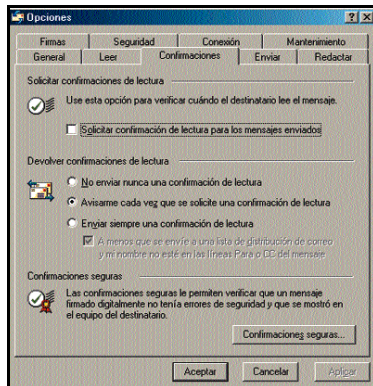 Opciones
Firmas Seguridad Conexión Mantenimiento
General Leer Confirmaciones Enviar Redactar
Solicitar confirmaciones de lectura
Use esta opción para verificar cuándo el destinatario lee el mensaje.
Solicitar confirmación de lectura para los mensajes enviados
Devolver confirmaciones de lectura
No enviar nunca una confirmación de lectura
Avisarme cada vez que se solicite una confirmación de lectura
Enviar siempre una confirmación de lectura
A menos que se envíe a una lista de distribución de correo
y mi nombre no esté en las líneas Para o CC del mensaje
Confirmaciones seguras
Las confirmaciones seguras le permiten verificar que un mensaje
firmado digitalmente no tenía errores de seguridad y que se mostró en
el equipo del destinatario.
Confirmaciones seguras...
Aceptar Cancelar Aplicar